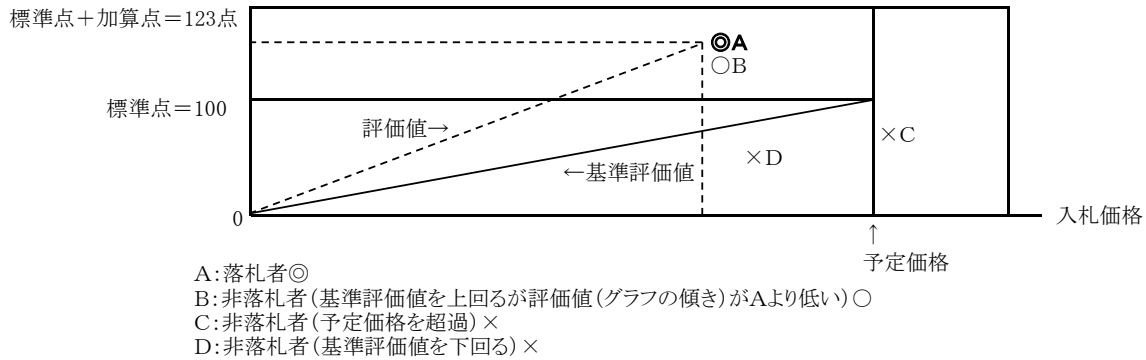 標準点＋加算点＝123点
◎A
○B
標準点＝100
評価値→
×C
×D
←基準評価値
0
入札価格
↑
予定価格
A：落札者◎
B：非落札者（基準評価値を上回るが評価値（グラフの傾き）がAより低い）○
C：非落札者（予定価格を超過）×
D：非落札者（基準評価値を下回る）×